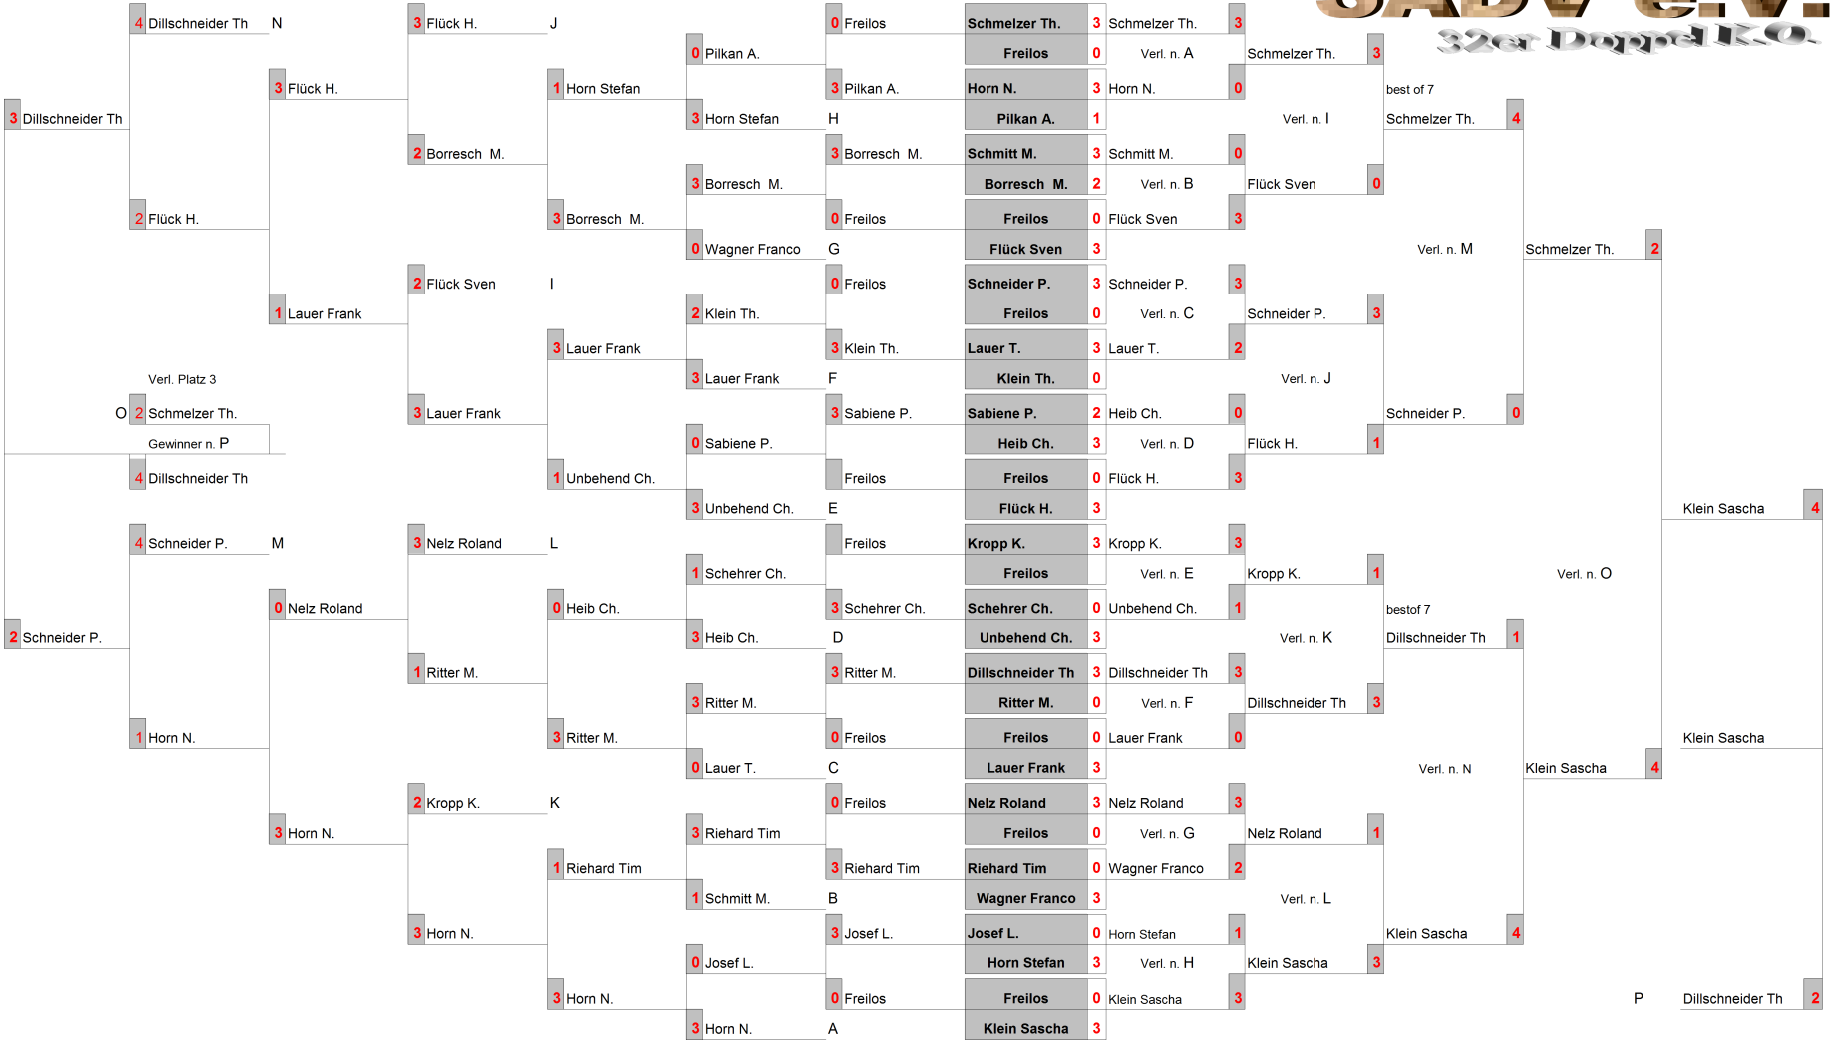 SADV e.V.
32er Doppel K.O.
4 Dillschneider Th N 3 Flück H. J 0 Freilos Schmelzer Th. 3 Schmelzer Th. 3
0 Pilkan A. Freilos 0 Verl. n. A Schmelzer Th. 3
3 Flück H. 1 Horn Stefan 3 Pilkan A. Horn N. 3 Horn N. 0 best of 7
3 Dillschneider Th 3 Horn Stefan H Pilkan A. 1 Verl. n. I Schmelzer Th. 4
2 Borresch M. 3 Borresch M. Schmitt M. 3 Schmitt M. 0
3 Borresch M. Borresch M. 2 Verl. n. B Flück Sven 0
2 Flück H. 3 Borresch M. 0 Freilos Freilos 0 Flück Sven 3
0 Wagner Franco G Flück Sven 3 Verl. n. M Schmelzer Th. 2
2 Flück Sven I 0 Freilos Schneider P. 3 Schneider P. 3
1 Lauer Frank 2 Klein Th. Freilos 0 Verl. n. C Schneider P. 3
3 Lauer Frank 3 Klein Th. Lauer T. 3 Lauer T. 2
Verl. Platz 3 3 Lauer Frank F Klein Th. 0 Verl. n. J
O 2 Schmelzer Th. 3 Lauer Frank 3 Sabiene P. Sabiene P. 2 Heib Ch. 0 Schneider P. 0
Gewinner n. P 0 Sabiene P. Heib Ch. 3 Verl. n. D Flück H. 1
4 Dillschneider Th 1 Unbehend Ch. Freilos Freilos 0 Flück H. 3
3 Unbehend Ch. E Flück H. 3 Klein Sascha 4
4 Schneider P. M 3 Nelz Roland L Freilos Kropp K. 3 Kropp K. 3
1 Schehrer Ch. Freilos Verl. n. E Kropp K. 1 Verl. n. O
0 Nelz Roland 0 Heib Ch. 3 Schehrer Ch. Schehrer Ch. 0 Unbehend Ch. 1 bestof 7
2 Schneider P. 3 Heib Ch. D Unbehend Ch. 3 Verl. n. K Dillschneider Th 1
1 Ritter M. 3 Ritter M. Dillschneider Th 3 Dillschneider Th 3
3 Ritter M. Ritter M. 0 Verl. n. F Dillschneider Th 3
1 Horn N. 3 Ritter M. 0 Freilos Freilos 0 Lauer Frank 0 Klein Sascha
0 Lauer T. C Lauer Frank 3 Verl. n. N Klein Sascha 4
2 Kropp K. K 0 Freilos Nelz Roland 3 Nelz Roland 3
3 Horn N. 3 Riehard Tim Freilos 0 Verl. n. G Nelz Roland 1
1 Riehard Tim 3 Riehard Tim Riehard Tim 0 Wagner Franco 2
1 Schmitt M. B Wagner Franco 3 Verl. n. L
3 Horn N. 3 Josef L. Josef L. 0 Horn Stefan 1 Klein Sascha 4
0 Josef L. Horn Stefan 3 Verl. n. H Klein Sascha 3
3 Horn N. 0 Freilos Freilos 0 Klein Sascha 3 P Dillschneider Th 2
3 Horn N. A Klein Sascha 3